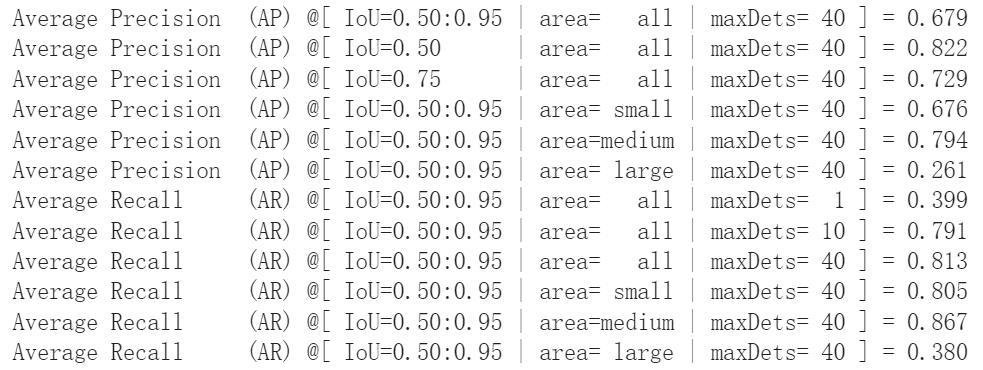 Average Precision  (AP) @[ IoU=0.50:0.95 | area=   all | maxDets= 40 ] = 0.679
Average Precision  (AP) @[ IoU=0.50      | area=   all | maxDets= 40 ] = 0.822
Average Precision  (AP) @[ IoU=0.75      | area=   all | maxDets= 40 ] = 0.729
Average Precision  (AP) @[ IoU=0.50:0.95 | area= small | maxDets= 40 ] = 0.676
Average Precision  (AP) @[ IoU=0.50:0.95 | area=medium | maxDets= 40 ] = 0.794
Average Precision  (AP) @[ IoU=0.50:0.95 | area= large | maxDets= 40 ] = 0.261
Average Recall     (AR) @[ IoU=0.50:0.95 | area=   all | maxDets=  1 ] = 0.399
Average Recall     (AR) @[ IoU=0.50:0.95 | area=   all | maxDets= 10 ] = 0.791
Average Recall     (AR) @[ IoU=0.50:0.95 | area=   all | maxDets= 40 ] = 0.813
Average Recall     (AR) @[ IoU=0.50:0.95 | area= small | maxDets= 40 ] = 0.805
Average Recall     (AR) @[ IoU=0.50:0.95 | area=medium | maxDets= 40 ] = 0.867
Average Recall     (AR) @[ IoU=0.50:0.95 | area= large | maxDets= 40 ] = 0.380